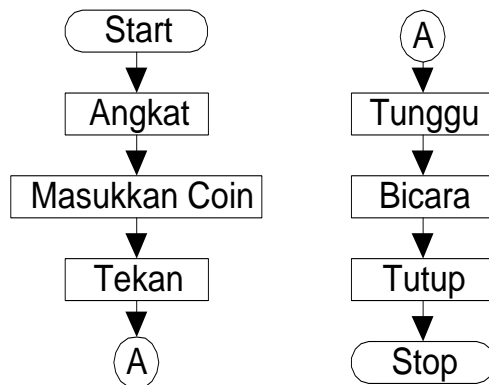 Start
Angkat
Masukkan Coin
Tekan
A
A
Tunggu
Bicara
Tutup
Stop